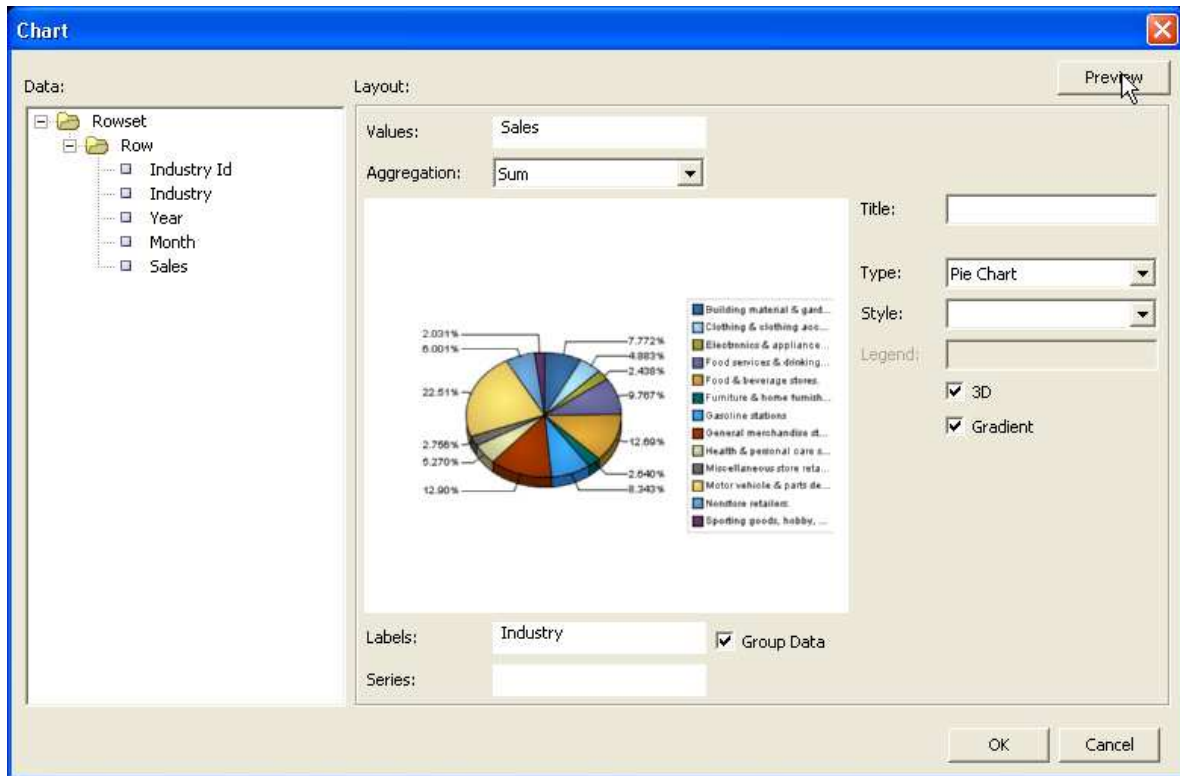 Chart
Data:
Layout:
Preview
Rowset
Row
Industry Id
Industry
Year
Month
Sales
Values:
Sales
Aggregation:
Sum
2.031%
6.001%
22.51%
2.766%
5.270%
12.90%
7.772%
4.883%
2.438%
9.767%
12.69%
2.640%
8.343%
Building material & gard...
Clothing & clothing acc...
Electronics & appliance...
Food services & drinking...
Food & beverage stores
Furniture & home furnish...
Gasoline stations
General merchandise st...
Health & personal care s...
Miscellaneous store reta...
Motor vehicle & parts de...
Nonstore retailers
Sporting goods, hobby, ...
Title:
Type:
Pie Chart
Style:
Legend:
3D
Gradient
Labels:
Industry
Group Data
Series:
OK
Cancel